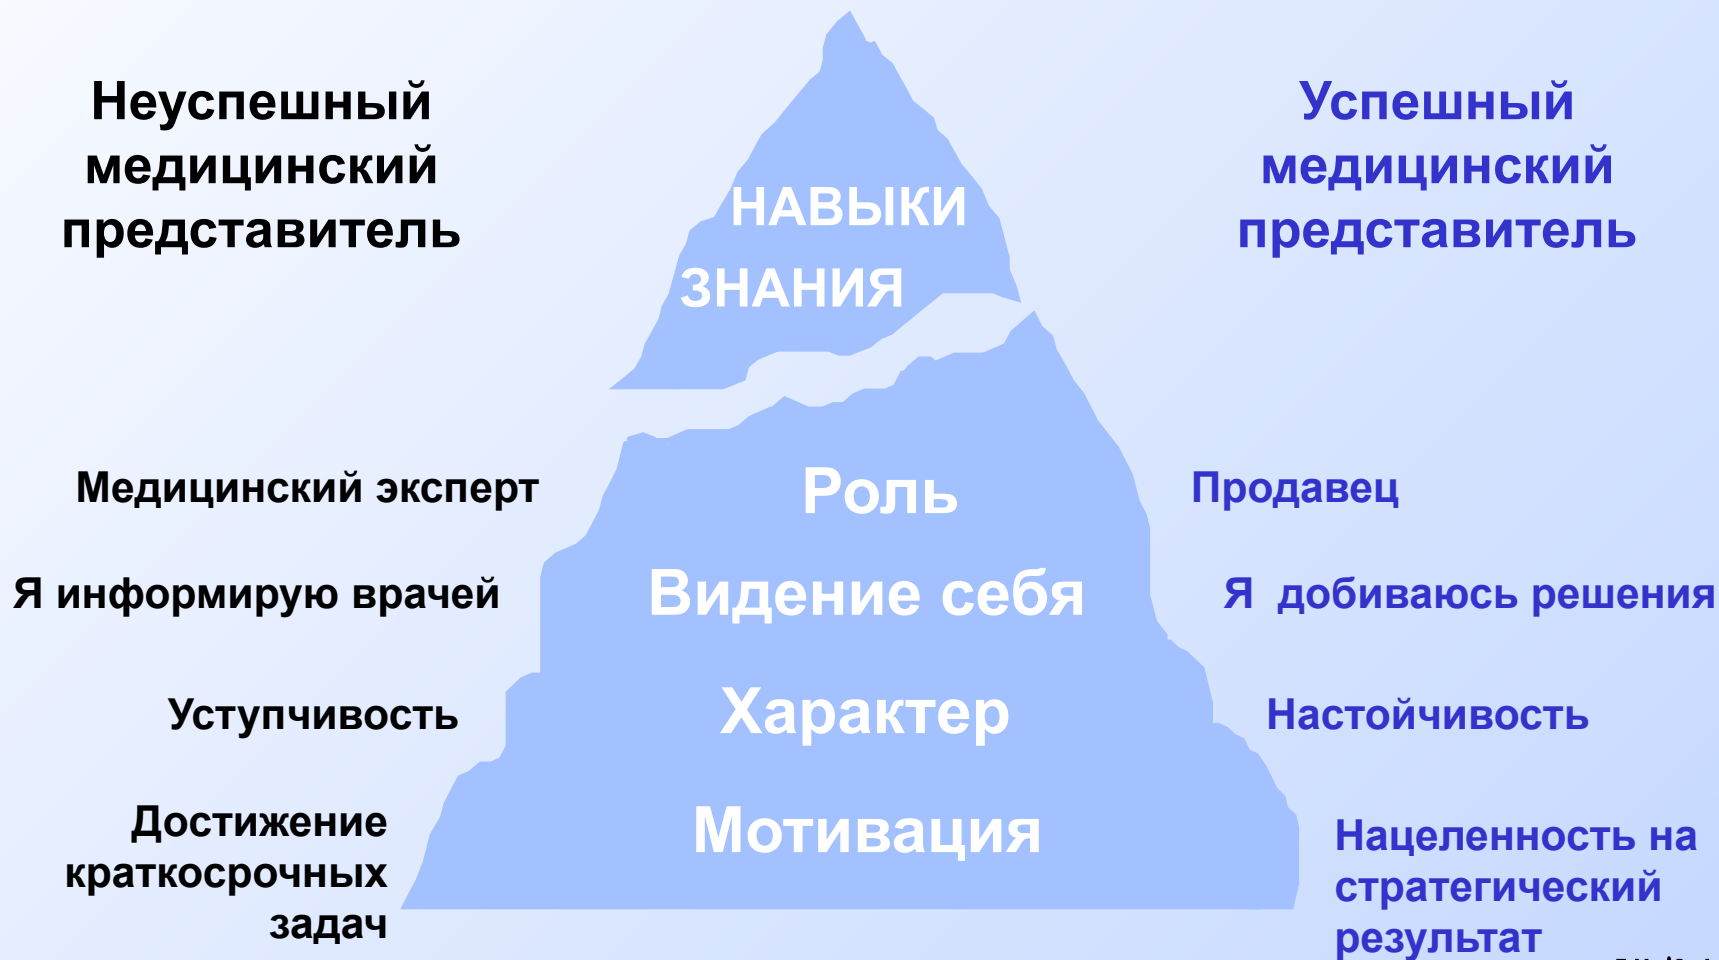 Неуспешный
медицинский
представитель
Успешный
медицинский
представитель
НАВЫКИ
ЗНАНИЯ
Медицинский эксперт
Роль
Продавец
Я информирую врачей
Видение себя
Я добиваюсь решения
Уступчивость
Характер
Настойчивость
Достижение
краткосрочных
задач
Мотивация
Нацеленность на
стратегический
результат